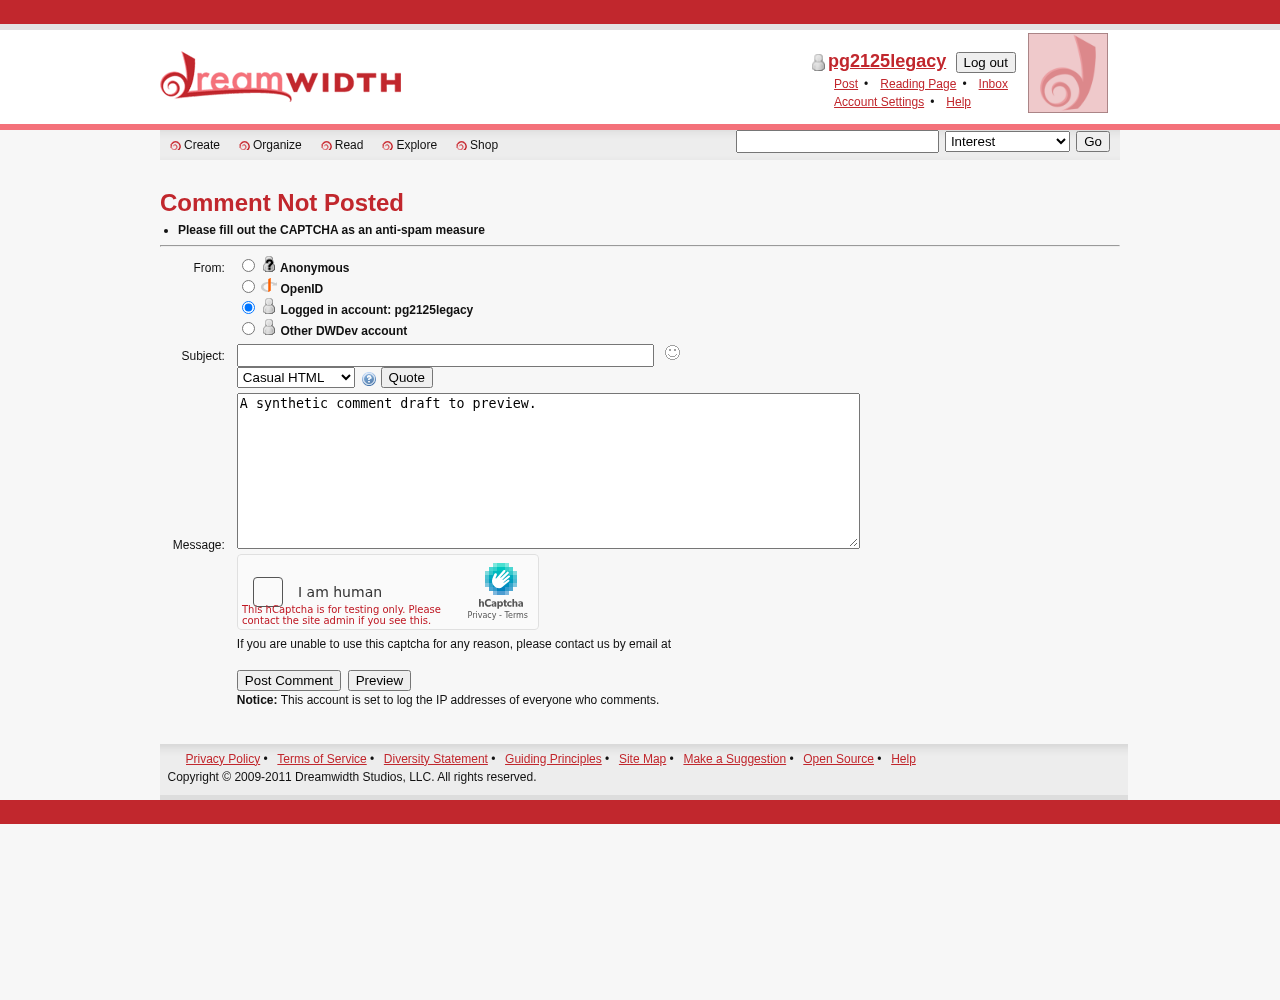 dreamWIDTH
pg2125legacy Log out
Post • Reading Page • Inbox
Account Settings • Help
Create Organize Read Explore Shop Interest Go
Comment Not Posted
• Please fill out the CAPTCHA as an anti-spam measure
From: Anonymous
OpenID
Logged in account: pg2125legacy
Other DWDev account
Subject:
Casual HTML ? Quote
A synthetic comment draft to preview.
Message:
I am human
This hCaptcha is for testing only. Please
contact the site admin if you see this.
hCaptcha
Privacy - Terms
If you are unable to use this captcha for any reason, please contact us by email at
Post Comment Preview
Notice: This account is set to log the IP addresses of everyone who comments.
Privacy Policy • Terms of Service • Diversity Statement • Guiding Principles • Site Map • Make a Suggestion • Open Source • Help
Copyright © 2009-2011 Dreamwidth Studios, LLC. All rights reserved.